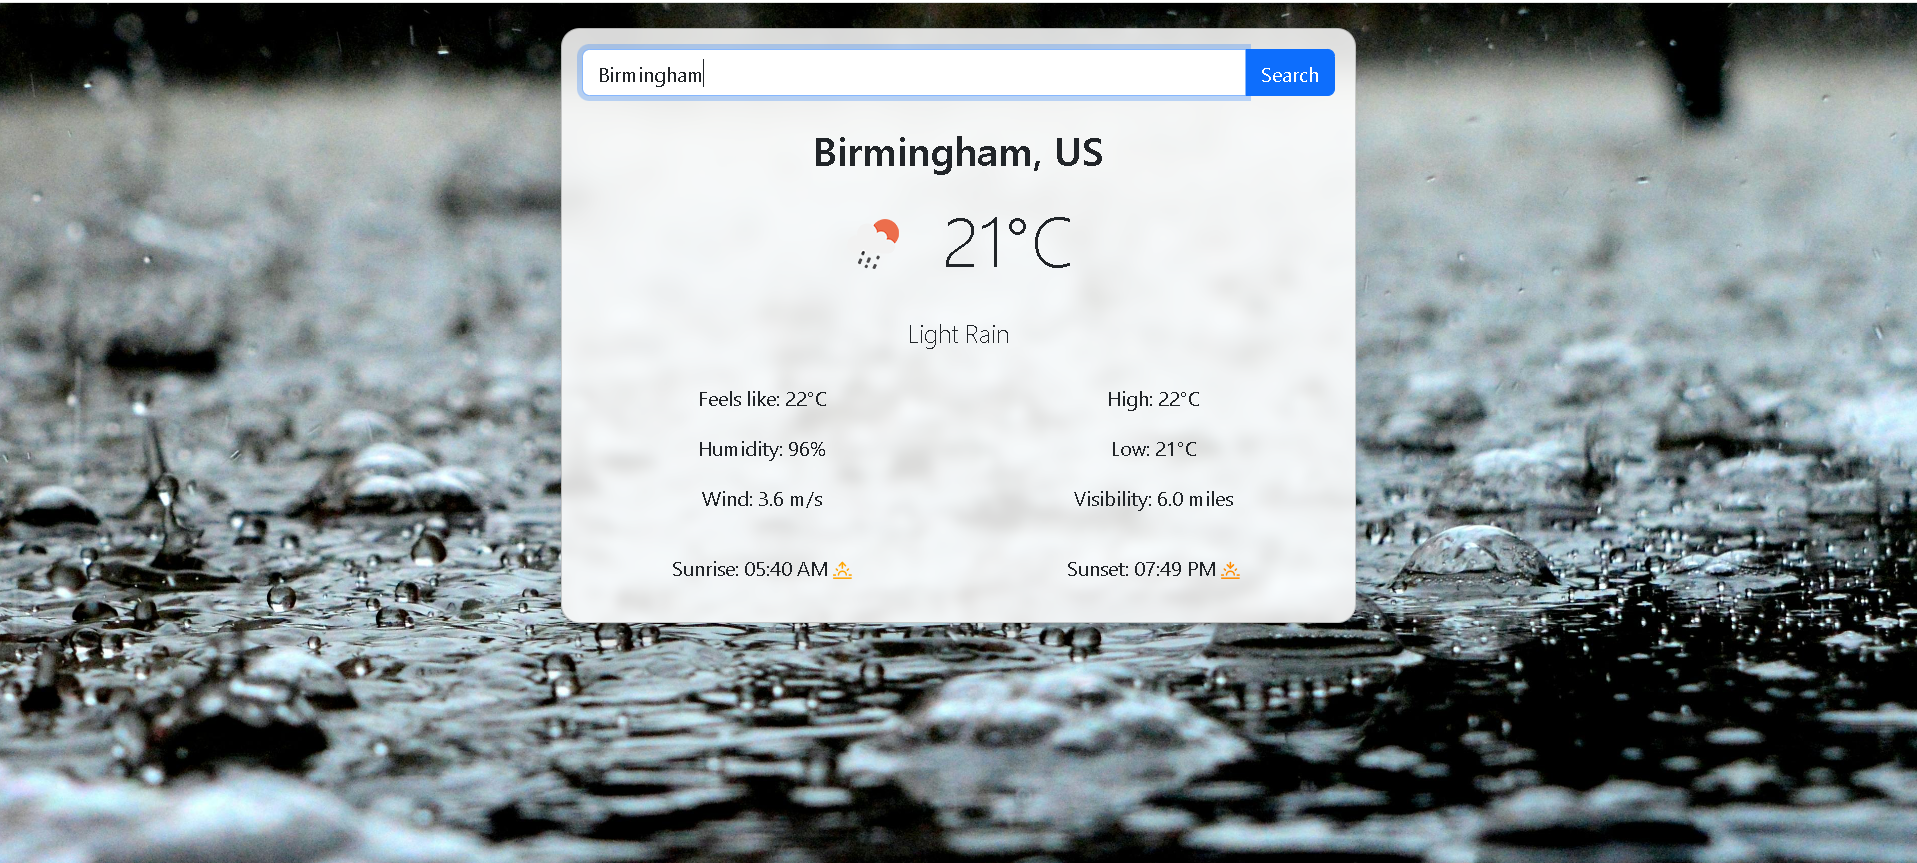 Birmingham Search
Birmingham, US
21°C
Light Rain
Feels like: 22°C High: 22°C
Humidity: 96% Low: 21°C
Wind: 3.6 m/s Visibility: 6.0 miles
Sunrise: 05:40 AM Sunset: 07:49 PM